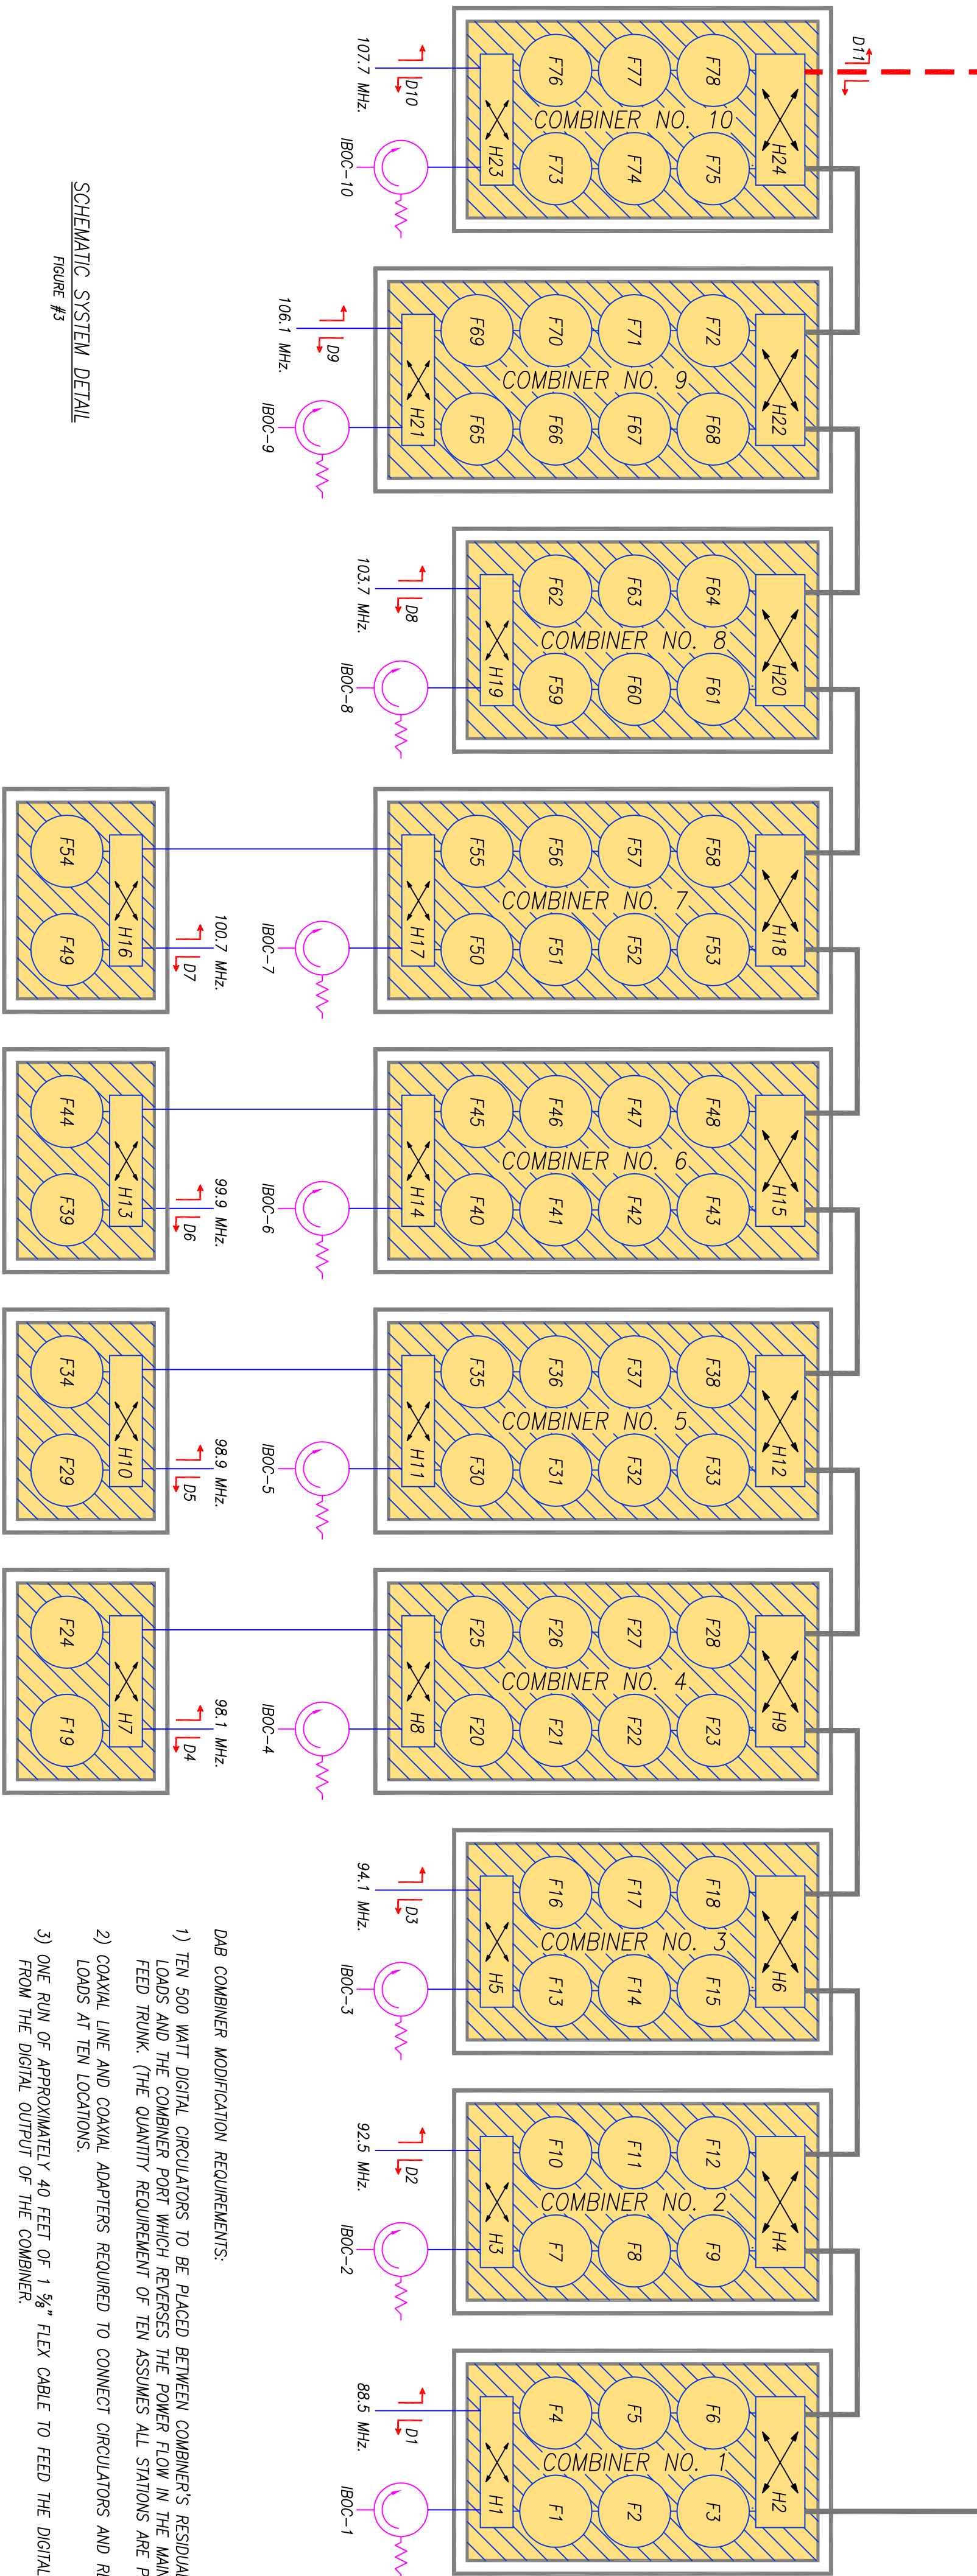 D11
F76
F77
F78
COMBINER NO. 10
H23
H24
F73
F74
F75
107.7 MHz.
D10
IBOC-10
F69
F70
F71
F72
COMBINER NO. 9
H21
H22
F65
F66
F67
F68
106.1 MHz.
D9
IBOC-9
F62
F63
F64
COMBINER NO. 8
H19
H20
F59
F60
F61
103.7 MHz.
D8
IBOC-8
F55
F56
F57
F58
COMBINER NO. 7
H17
H18
F50
F51
F52
F53
F54
H16
F49
100.7 MHz.
D7
IBOC-7
F45
F46
F47
F48
COMBINER NO. 6
H14
H15
F40
F41
F42
F43
F44
H13
F39
99.9 MHz.
D6
IBOC-6
F35
F36
F37
F38
COMBINER NO. 5
H11
H12
F30
F31
F32
F33
F34
H10
F29
98.9 MHz.
D5
IBOC-5
F25
F26
F27
F28
COMBINER NO. 4
H8
H9
F20
F21
F22
F23
F24
H7
F19
98.1 MHz.
D4
IBOC-4
F16
F17
F18
COMBINER NO. 3
H5
H6
F13
F14
F15
94.1 MHz.
D3
IBOC-3
F10
F11
F12
COMBINER NO. 2
H3
H4
F7
F8
F9
92.5 MHz.
D2
IBOC-2
F4
F5
F6
COMBINER NO. 1
H1
H2
F1
F2
F3
88.5 MHz.
D1
IBOC-1
SCHEMATIC SYSTEM DETAIL
FIGURE #3
DAB COMBINER MODIFICATION REQUIREMENTS:
1) TEN 500 WATT DIGITAL CIRCULATORS TO BE PLACED BETWEEN COMBINER'S RESIDUAL
LOADS AND THE COMBINER PORT WHICH REVERSES THE POWER FLOW IN THE MAIN
FEED TRUNK. (THE QUANTITY REQUIREMENT OF TEN ASSUMES ALL STATIONS ARE P
2) COAXIAL LINE AND COAXIAL ADAPTERS REQUIRED TO CONNECT CIRCULATORS AND RE
LOADS AT TEN LOCATIONS.
3) ONE RUN OF APPROXIMATELY 40 FEET OF 1 5/8" FLEX CABLE TO FEED THE DIGITAL
FROM THE DIGITAL OUTPUT OF THE COMBINER.